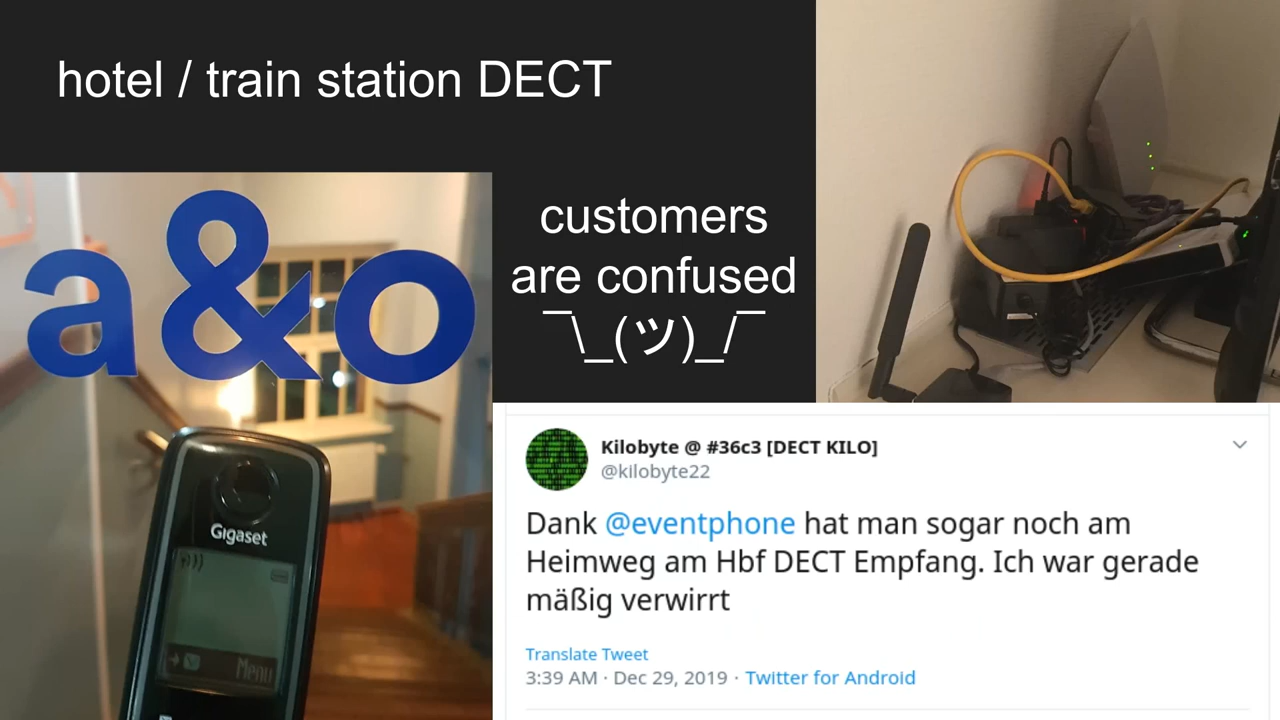 hotel / train station DECT
a&o
customers
are confused
¯\_(ツ)_/¯
Gigaset
Menu
Kilobyte @ #36c3 [DECT KILO]
@kilobyte22
Dank @eventphone hat man sogar noch am
Heimweg am Hbf DECT Empfang. Ich war gerade
mäßig verwirrt
Translate Tweet
3:39 AM · Dec 29, 2019 · Twitter for Android